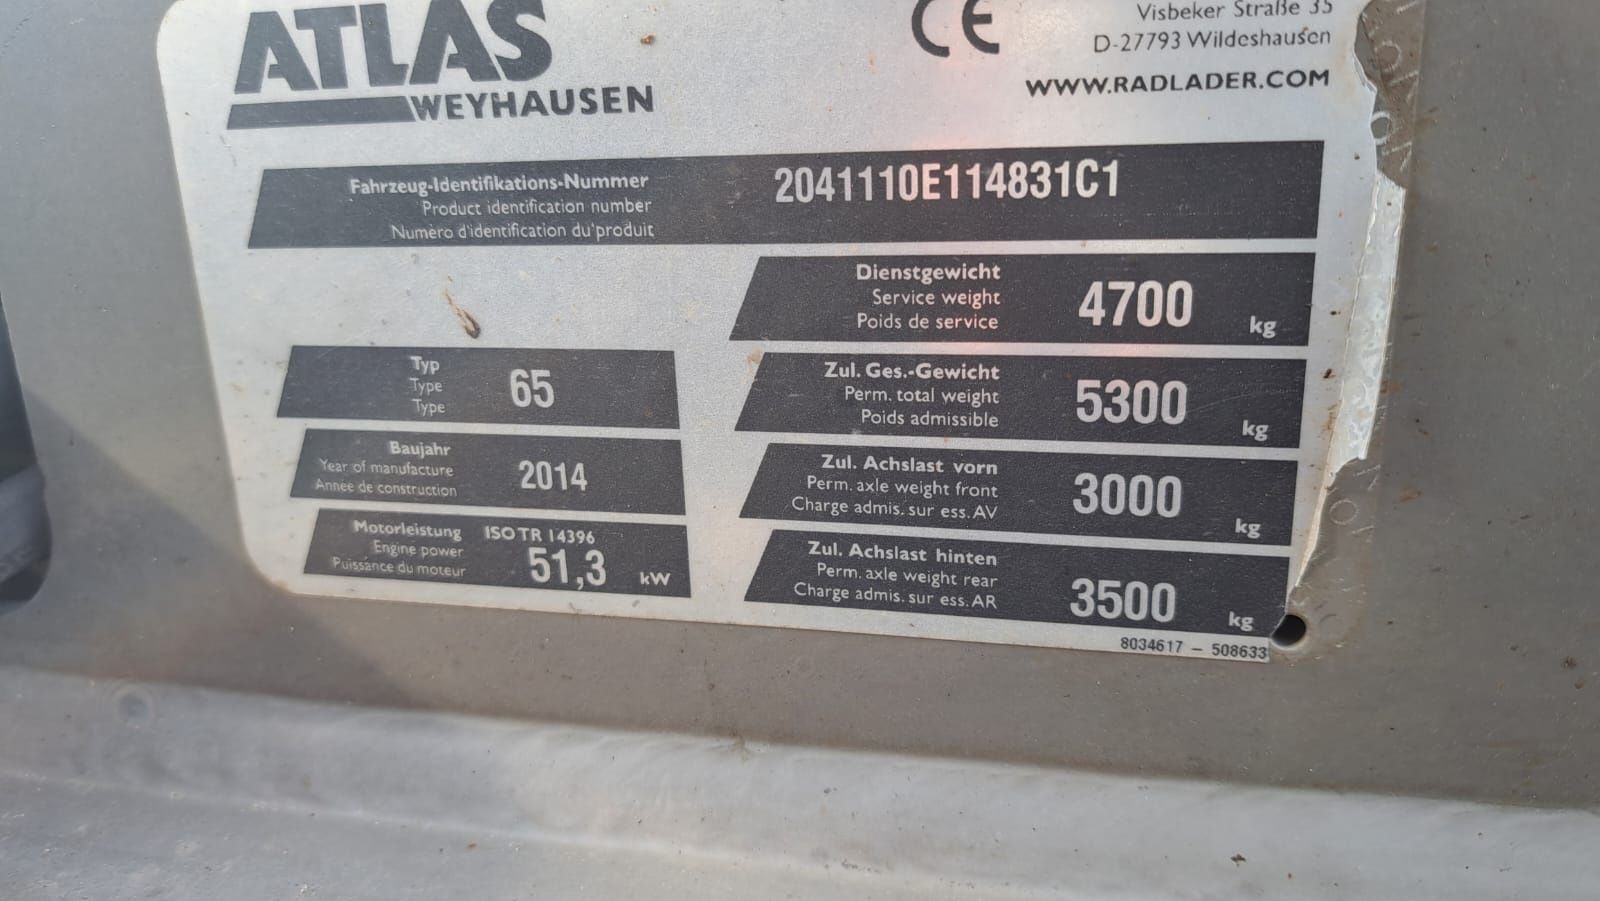 ATLAS
WEYHAUSEN
CE
Visbeker Straße 35
D-27793 Wildeshausen
WWW.RADLADER.COM
Fahrzeug-Identifikations-Nummer
Product identification number
Numéro d'identification du produit
2041110E114831C1
Dienstgewicht
Service weight
Poids de service
4700 kg
Typ
Type
Type
65
Zul. Ges.-Gewicht
Perm. total weight
Poids admissible
5300 kg
Baujahr
Year of manufacture
Année de construction
2014
Zul. Achslast vorn
Perm. axle weight front
Charge admis. sur ess. AV
3000 kg
Motorleistung ISO TR 14396
Engine power
Puissance du moteur
51,3 kW
Zul. Achslast hinten
Perm. axle weight rear
Charge admis. sur ess. AR
3500 kg
8034617 – 508633